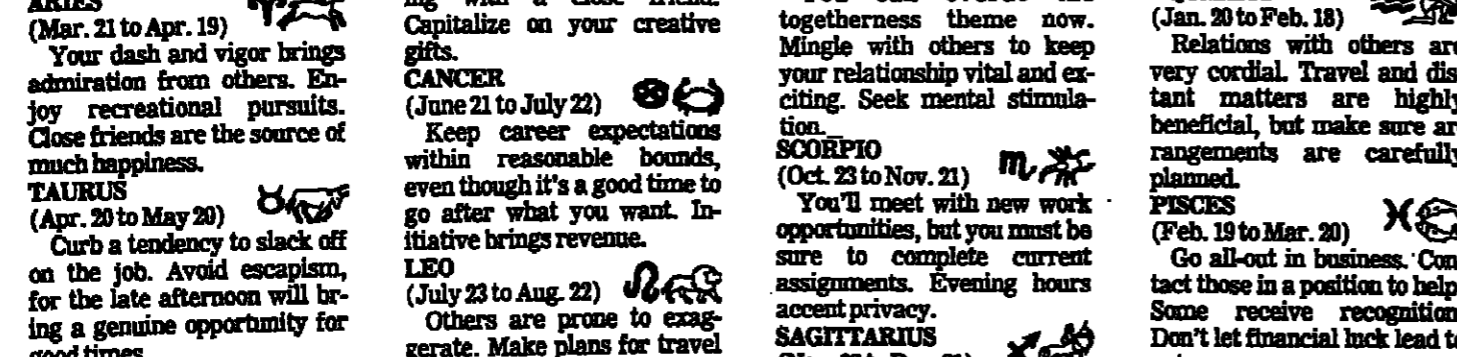 ARIES
(Mar. 21 to Apr. 19)
Your dash and vigor brings
admiration from others. En-
joy recreational pursuits.
Close friends are the source of
much happiness.
TAURUS
(Apr. 20 to May 20)
Curb a tendency to slack off
on the job. Avoid escapism,
for the late afternoon will br-
ing a genuine opportunity for
good times.
ing with a close friend.
Capitalize on your creative
gifts.
CANCER
(June 21 to July 22)
Keep career expectations
within reasonable bounds,
even though it's a good time to
go after what you want. In-
itiative brings revenue.
LEO
(July 23 to Aug. 22)
Others are prone to exag-
gerate. Make plans for travel
togetherness theme now.
Mingle with others to keep
your relationship vital and ex-
citing. Seek mental stimula-
tion.
SCORPIO
(Oct. 23 to Nov. 21)
You'll meet with new work
opportunities, but you must be
sure to complete current
assignments. Evening hours
accent privacy.
SAGITTARIUS
(Jan. 20 to Feb. 18)
Relations with others are
very cordial. Travel and dis
tant matters are highly
beneficial, but make sure ar
rangements are carefully
planned.
PISCES
(Feb. 19 to Mar. 20)
Go all-out in business. Con
tact those in a position to help.
Some receive recognition.
Don't let financial luck lead to